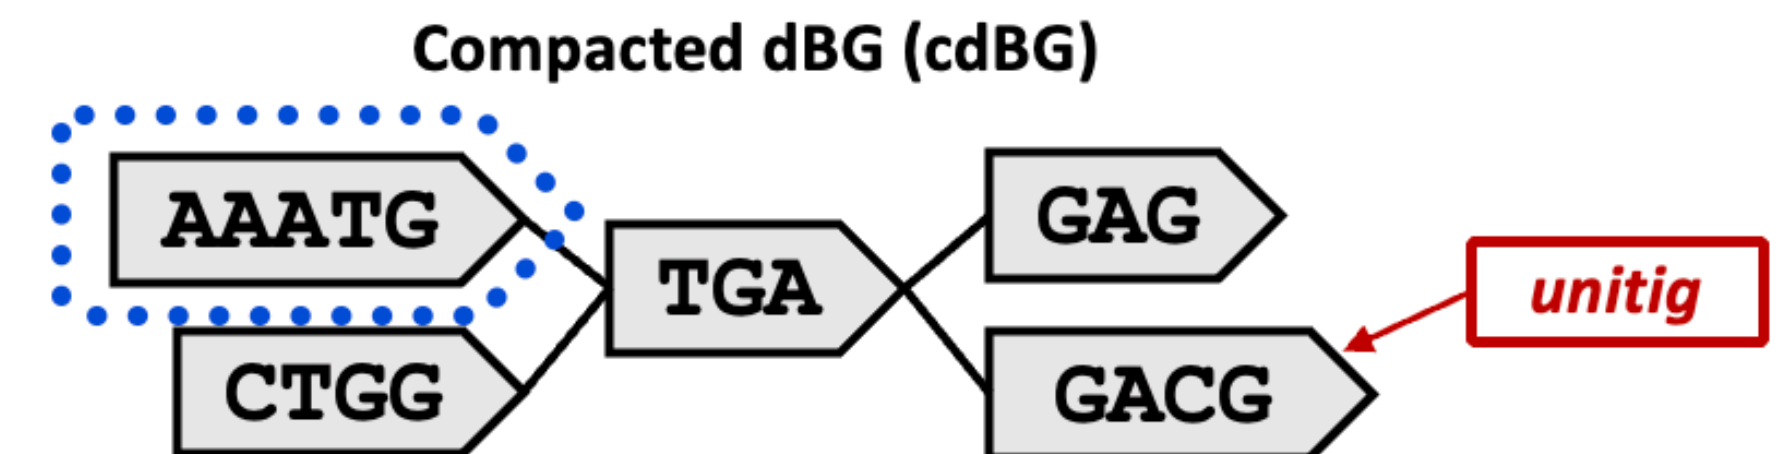 Compacted dBG (cdBG)
AAATG
CTGG
TGA
GAG
GACG
unitig